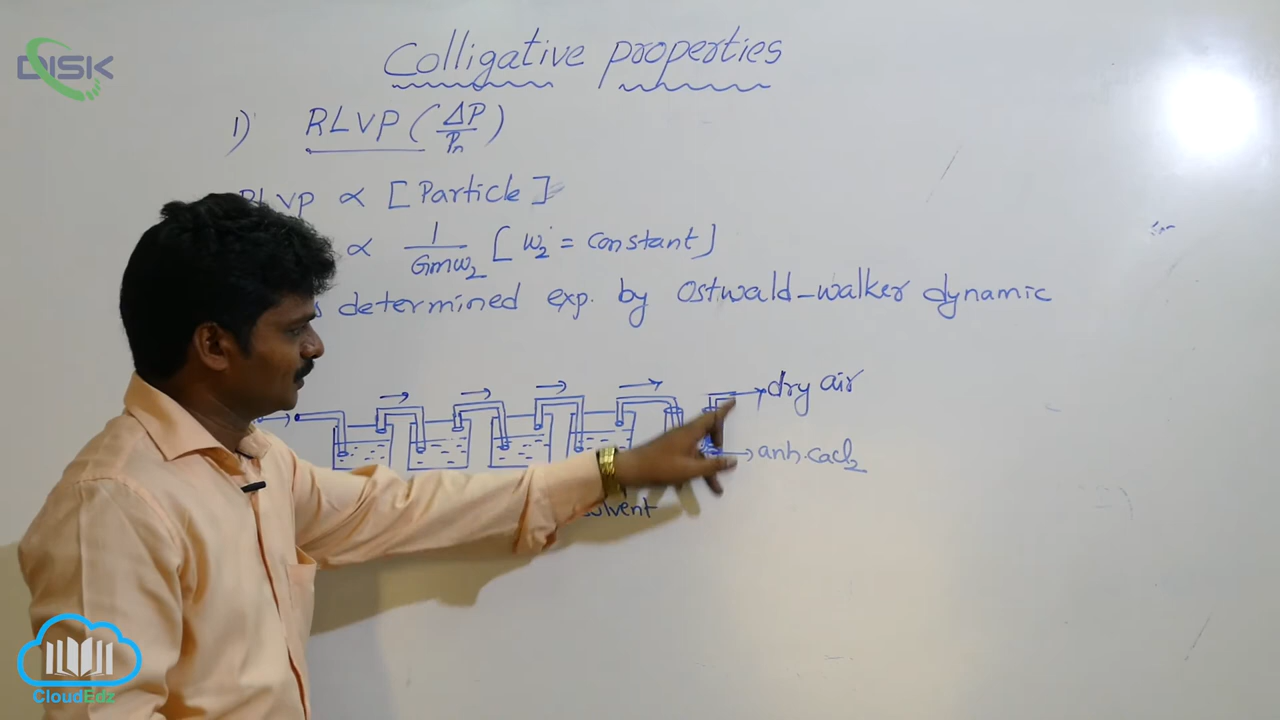 DISK
Colligative properties
1) RLVP (ΔP/Pn)
RLVP ∝ [Particle]
∝ 1/Gmw2 [w2 = constant]
determined exp. by Ostwald-walker dynamic
dry air
anh.cacl2
solvent
CloudEdz